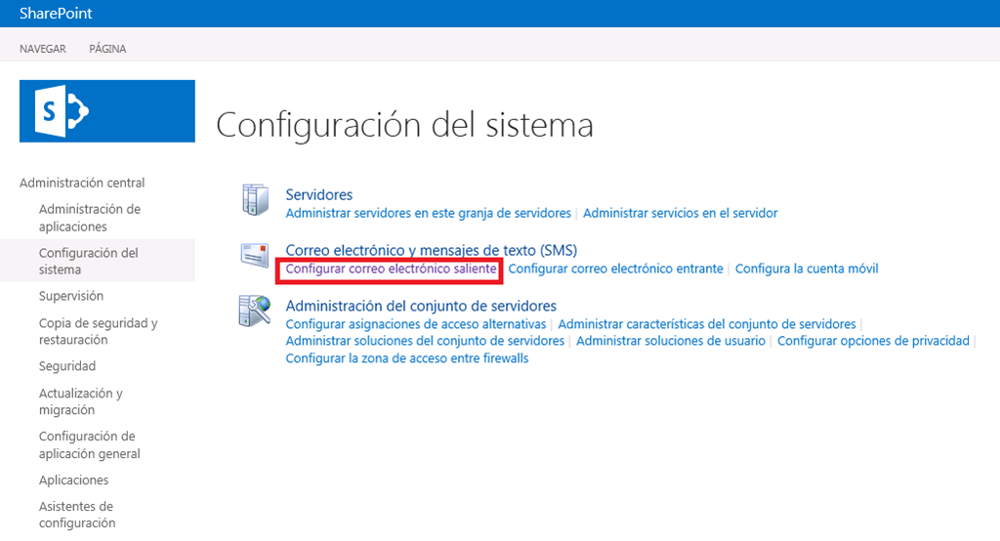 SharePoint
NAVEGAR PÁGINA
S
Configuración del sistema
Administración central
Administración de
aplicaciones
Configuración del
sistema
Supervisión
Copia de seguridad y
restauración
Seguridad
Actualización y
migración
Configuración de
aplicación general
Aplicaciones
Asistentes de
configuración
Servidores
Administrar servidores en este granja de servidores | Administrar servicios en el servidor
Correo electrónico y mensajes de texto (SMS)
Configurar correo electrónico saliente Configurar correo electrónico entrante | Configura la cuenta móvil
Administración del conjunto de servidores
Configurar asignaciones de acceso alternativas | Administrar características del conjunto de servidores |
Administrar soluciones del conjunto de servidores | Administrar soluciones de usuario | Configurar opciones de privacidad |
Configurar la zona de acceso entre firewalls